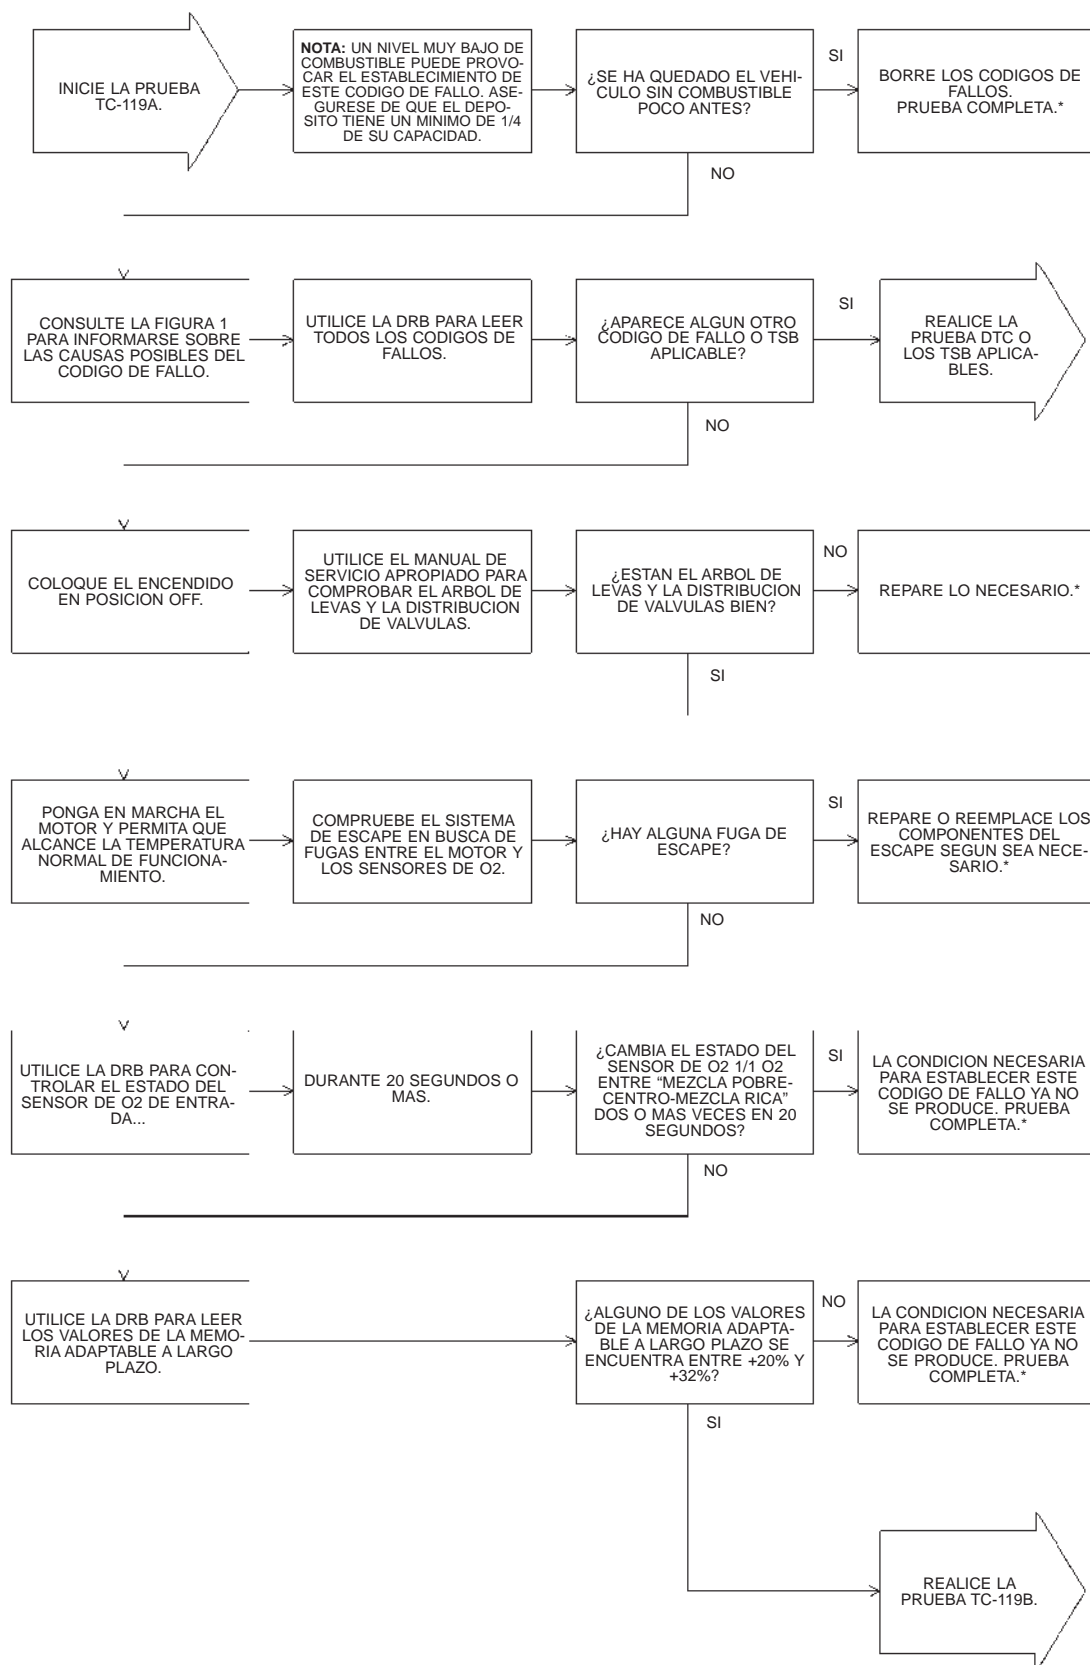 INICIE LA PRUEBA
TC-119A.
NOTA: UN NIVEL MUY BAJO DE
COMBUSTIBLE PUEDE PROVO-
CAR EL ESTABLECIMIENTO DE
ESTE CODIGO DE FALLO. ASE-
GURESE DE QUE EL DEPO-
SITO TIENE UN MINIMO DE 1/4
DE SU CAPACIDAD.
¿SE HA QUEDADO EL VEHI-
CULO SIN COMBUSTIBLE
POCO ANTES?
SI
BORRE LOS CODIGOS DE
FALLOS.
PRUEBA COMPLETA.*
NO
CONSULTE LA FIGURA 1
PARA INFORMARSE SOBRE
LAS CAUSAS POSIBLES DEL
CODIGO DE FALLO.
UTILICE LA DRB PARA LEER
TODOS LOS CODIGOS DE
FALLOS.
¿APARECE ALGUN OTRO
CODIGO DE FALLO O TSB
APLICABLE?
SI
REALICE LA
PRUEBA DTC O
LOS TSB APLICA-
BLES.
NO
COLOQUE EL ENCENDIDO
EN POSICION OFF.
UTILICE EL MANUAL DE
SERVICIO APROPIADO PARA
COMPROBAR EL ARBOL DE
LEVAS Y LA DISTRIBUCION
DE VALVULAS.
¿ESTAN EL ARBOL DE
LEVAS Y LA DISTRIBUCION
DE VALVULAS BIEN?
NO
REPARE LO NECESARIO.*
SI
PONGA EN MARCHA EL
MOTOR Y PERMITA QUE
ALCANCE LA TEMPERATURA
NORMAL DE FUNCIONA-
MIENTO.
COMPRUEBE EL SISTEMA
DE ESCAPE EN BUSCA DE
FUGAS ENTRE EL MOTOR Y
LOS SENSORES DE O2.
¿HAY ALGUNA FUGA DE
ESCAPE?
SI
REPARE O REEMPLACE LOS
COMPONENTES DEL
ESCAPE SEGUN SEA NECE-
SARIO.*
NO
UTILICE LA DRB PARA CON-
TROLAR EL ESTADO DEL
SENSOR DE O2 DE ENTRA-
DA...
DURANTE 20 SEGUNDOS O
MAS.
¿CAMBIA EL ESTADO DEL
SENSOR DE O2 1/1 O2
ENTRE “MEZCLA POBRE-
CENTRO-MEZCLA RICA”
DOS O MAS VECES EN 20
SEGUNDOS?
SI
LA CONDICION NECESARIA
PARA ESTABLECER ESTE
CODIGO DE FALLO YA NO
SE PRODUCE. PRUEBA
COMPLETA.*
NO
UTILICE LA DRB PARA LEER
LOS VALORES DE LA MEMO-
RIA ADAPTABLE A LARGO
PLAZO.
¿ALGUNO DE LOS VALORES
DE LA MEMORIA ADAPTA-
BLE A LARGO PLAZO SE
ENCUENTRA ENTRE +20% Y
+32%?
NO
LA CONDICION NECESARIA
PARA ESTABLECER ESTE
CODIGO DE FALLO YA NO
SE PRODUCE. PRUEBA
COMPLETA.*
SI
REALICE LA
PRUEBA TC-119B.